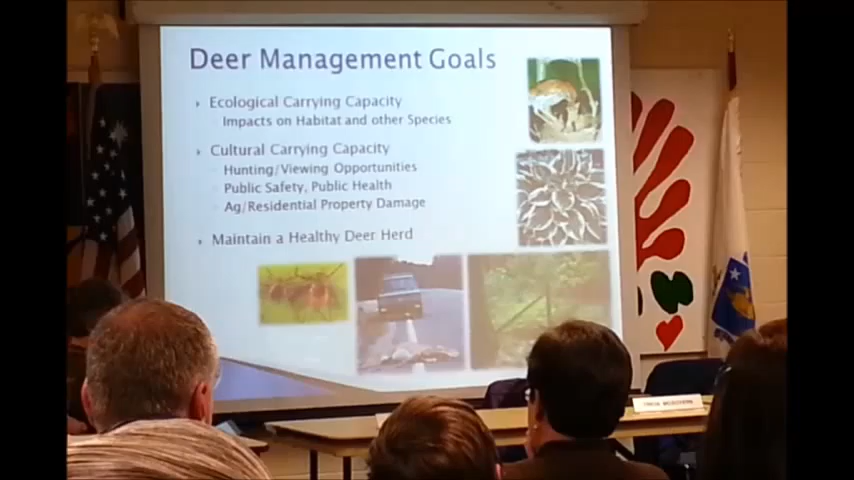 Deer Management Goals
Ecological Carrying Capacity
Impacts on Habitat and other Species
Cultural Carrying Capacity
Hunting/Viewing Opportunities
Public Safety, Public Health
Ag/Residential Property Damage
Maintain a Healthy Deer Herd